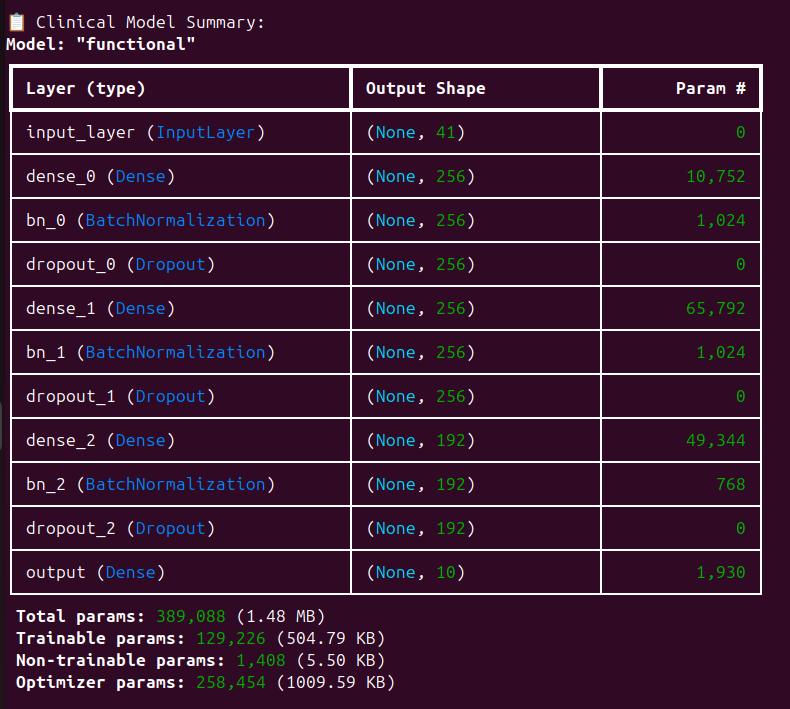 📋 Clinical Model Summary:
Model: "functional"
Layer (type) Output Shape Param #
input_layer (InputLayer) (None, 41) 0
dense_0 (Dense) (None, 256) 10,752
bn_0 (BatchNormalization) (None, 256) 1,024
dropout_0 (Dropout) (None, 256) 0
dense_1 (Dense) (None, 256) 65,792
bn_1 (BatchNormalization) (None, 256) 1,024
dropout_1 (Dropout) (None, 256) 0
dense_2 (Dense) (None, 192) 49,344
bn_2 (BatchNormalization) (None, 192) 768
dropout_2 (Dropout) (None, 192) 0
output (Dense) (None, 10) 1,930
Total params: 389,088 (1.48 MB)
Trainable params: 129,226 (504.79 KB)
Non-trainable params: 1,408 (5.50 KB)
Optimizer params: 258,454 (1009.59 KB)